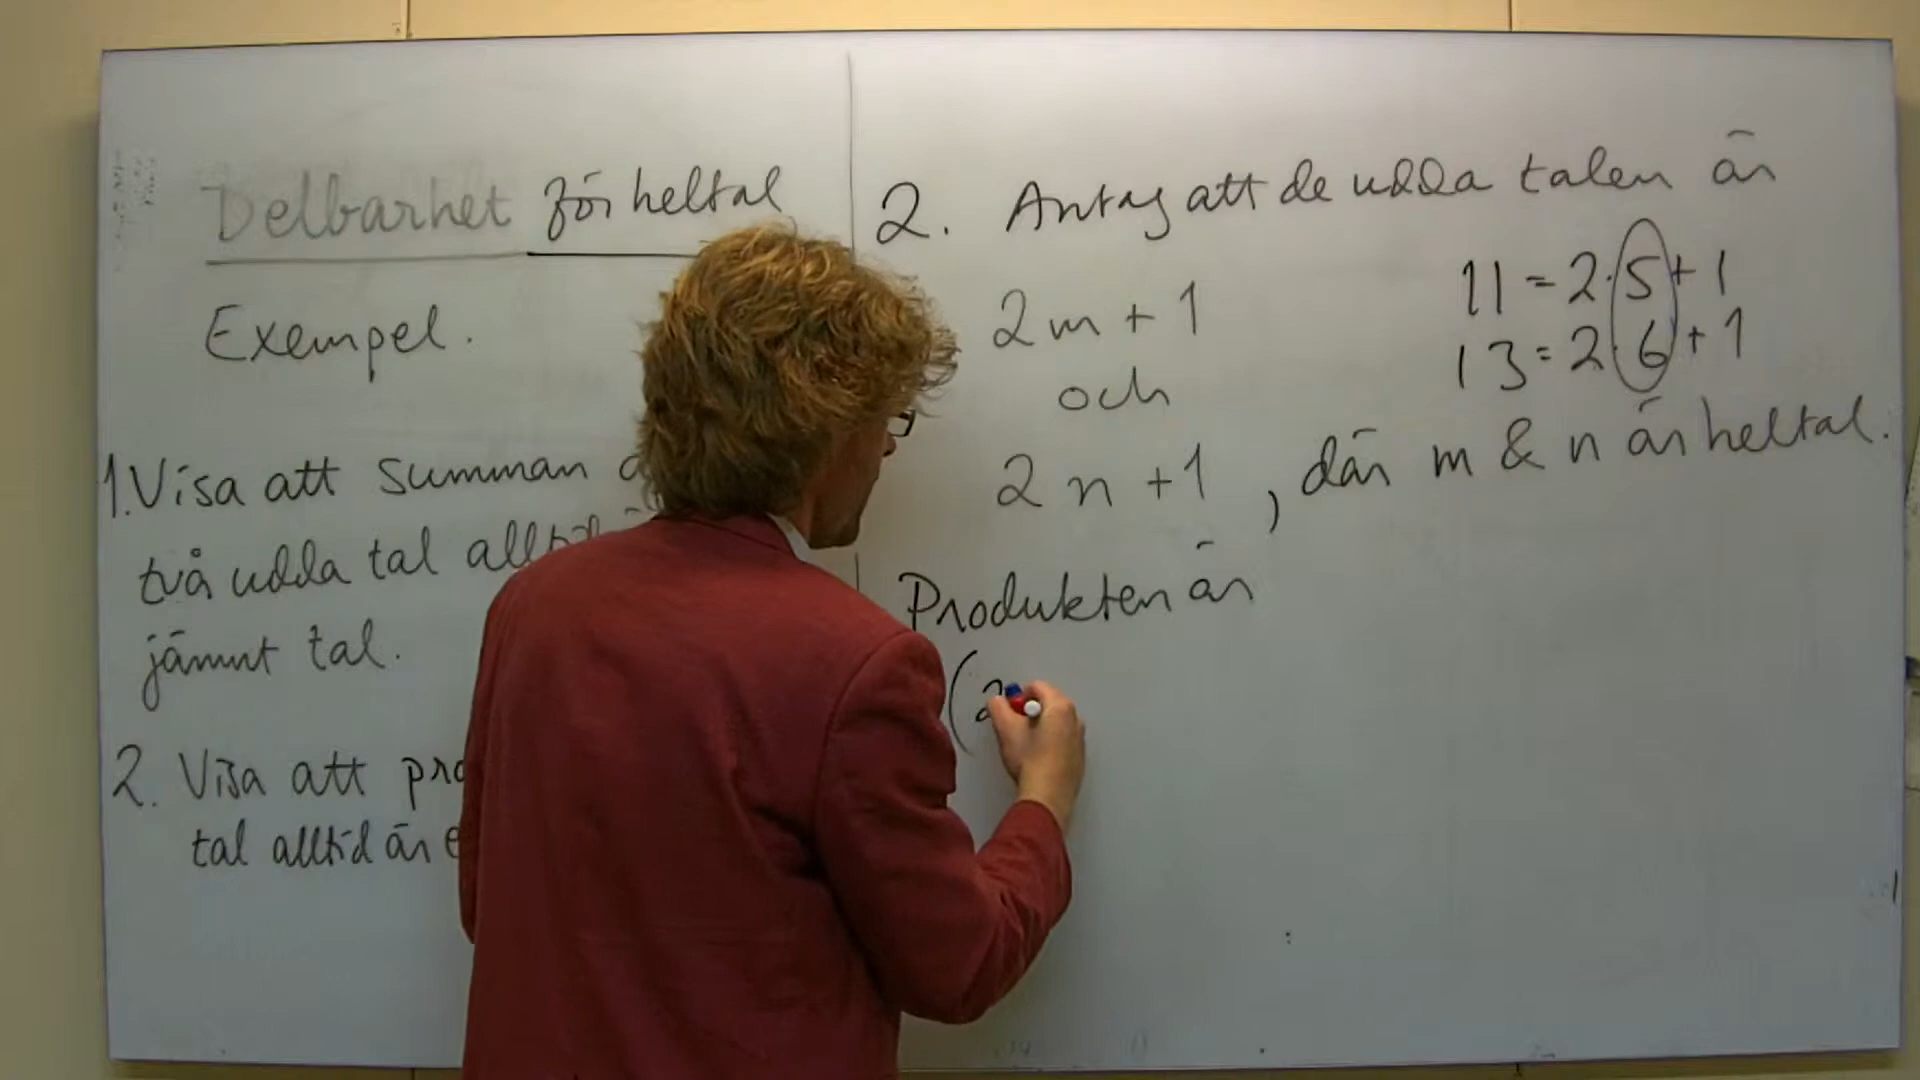 Delbarhet för heltal
Exempel.
1. Visa att summan
två udda tal
jämnt tal.
2. Visa att
tal alltid är
2. Antag att de udda talen är
11 = 2·5 + 1
13 = 2·6 + 1
2m + 1
och
2n + 1, där m & n är heltal.
Produkten är
(2